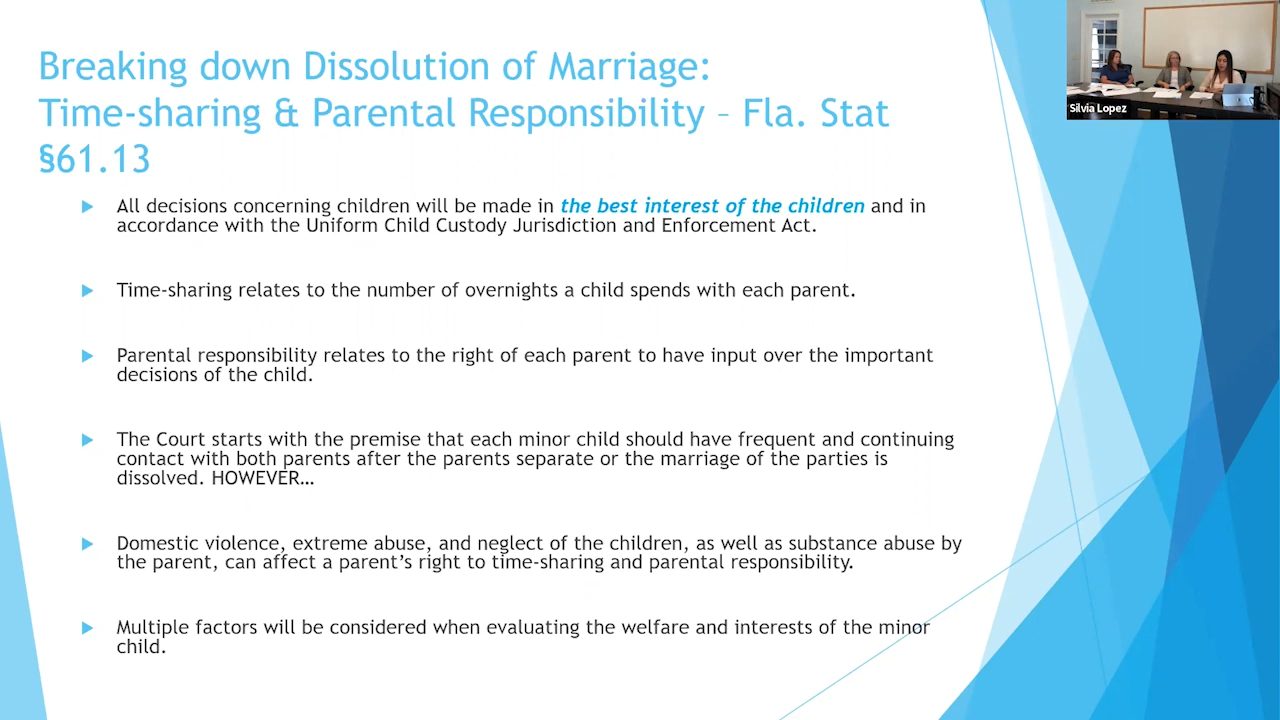 Breaking down Dissolution of Marriage:
Time-sharing & Parental Responsibility – Fla. Stat
§61.13
All decisions concerning children will be made in the best interest of the children and in
accordance with the Uniform Child Custody Jurisdiction and Enforcement Act.
Time-sharing relates to the number of overnights a child spends with each parent.
Parental responsibility relates to the right of each parent to have input over the important
decisions of the child.
The Court starts with the premise that each minor child should have frequent and continuing
contact with both parents after the parents separate or the marriage of the parties is
dissolved. HOWEVER…
Domestic violence, extreme abuse, and neglect of the children, as well as substance abuse by
the parent, can affect a parent’s right to time-sharing and parental responsibility.
Multiple factors will be considered when evaluating the welfare and interests of the minor
child.
Silvia Lopez